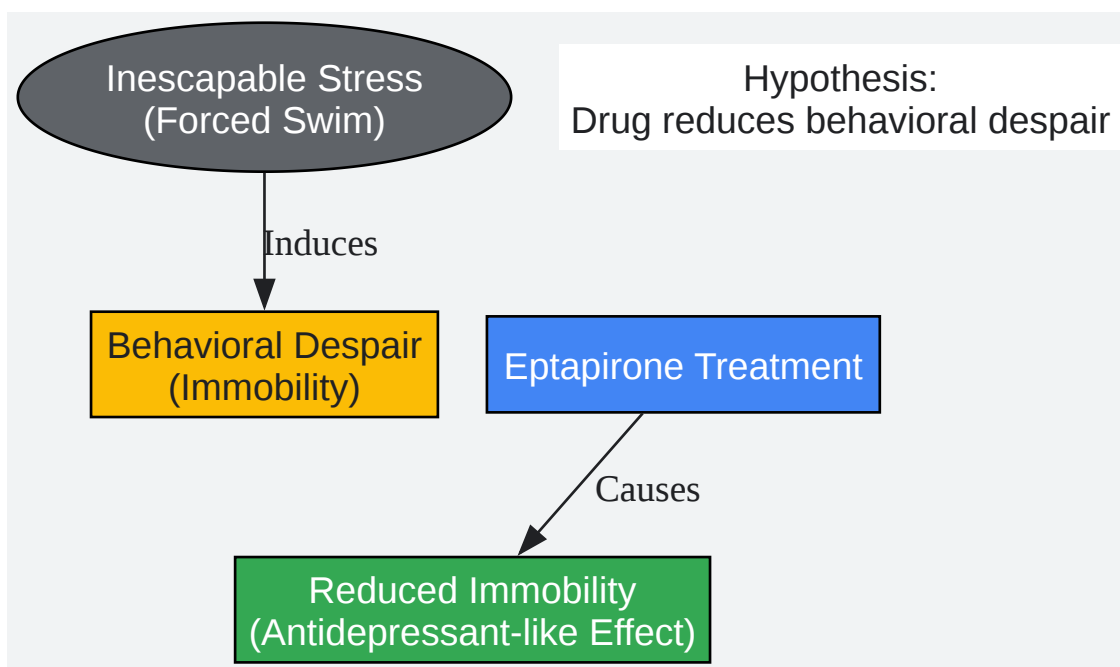 Inescapable Stress
(Forced Swim)
Hypothesis:
Drug reduces behavioral despair
Induces
Behavioral Despair
(Immobility)
Eptapirone Treatment
Causes
Reduced Immobility
(Antidepressant-like Effect)